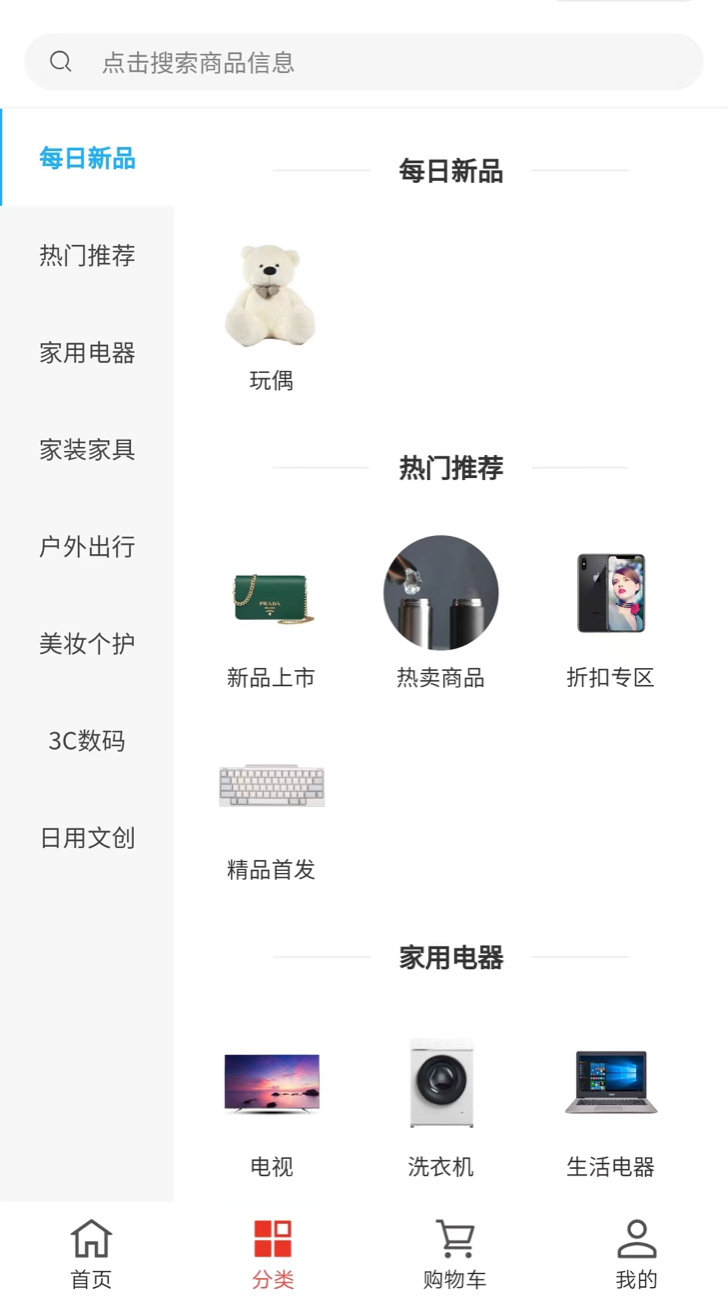 点击搜索商品信息
每日新品
热门推荐
家用电器
家装家具
户外出行
美妆个护
3C数码
日用文创
每日新品
玩偶
热门推荐
PRADA
新品上市
热卖商品
折扣专区
精品首发
家用电器
电视
洗衣机
生活电器
首页
分类
购物车
我的